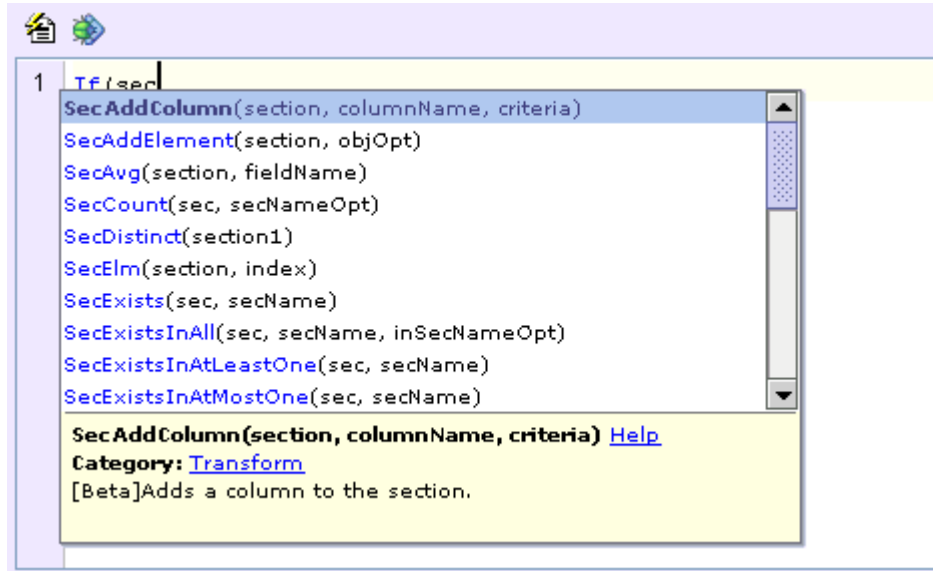 1 If(sec
SecAddColumn(section, columnName, criteria)
SecAddElement(section, objOpt)
SecAvg(section, fieldName)
SecCount(sec, secNameOpt)
SecDistinct(section1)
SecElm(section, index)
SecExists(sec, secName)
SecExistsInAll(sec, secName, inSecNameOpt)
SecExistsInAtLeastOne(sec, secName)
SecExistsInAtMostOne(sec, secName)
SecAddColumn(section, columnName, criteria) Help
Category: Transform
[Beta]Adds a column to the section.